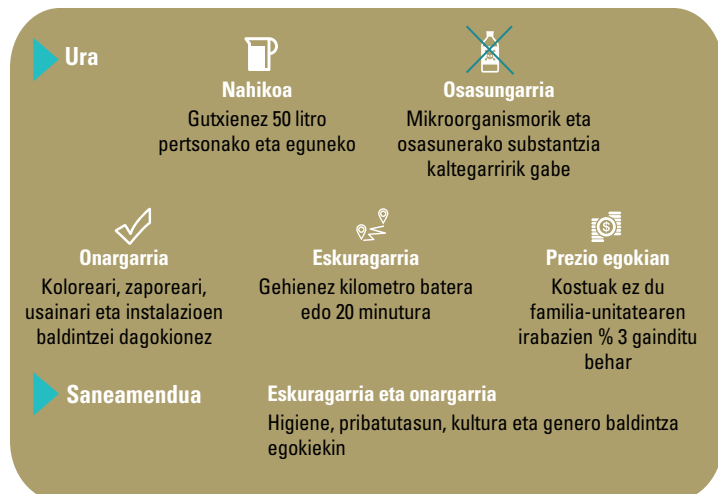 Ura
Nahikoa
Gutxienez 50 litro
pertsonako eta eguneko
Osasungarria
Mikroorganismorik eta
osasunerako substantzia
kaltegarririk gabe
Onargarria
Koloreari, zaporeari,
usainari eta instalazioen
baldintzei dagokionez
Eskuragarria
Gehienez kilometro batera
edo 20 minutura
Prezio egokian
Kostuak ez du
familia-unitatearen
irabazien % 3 gainditu
behar
Saneamendua
Eskuragarria eta onargarria
Higiene, pribatutasun, kultura eta genero baldintza
egokiekin